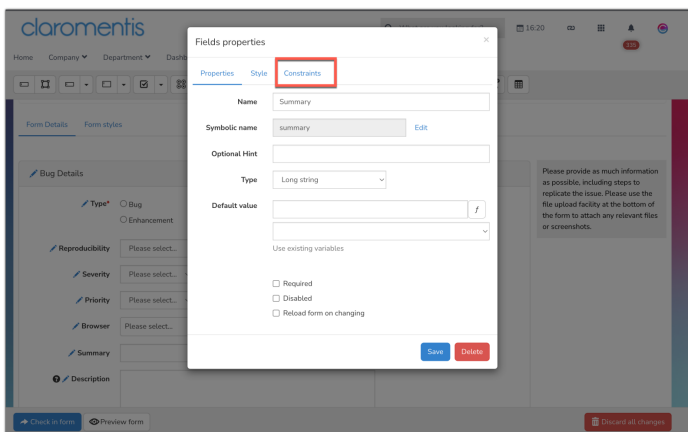 claromentis
16:20
335
Home Company Department Dashb
Fields properties
×
Properties Style Constraints
Name Summary
Symbolic name summary Edit
Optional Hint
Type Long string
Default value
f
Use existing variables
Required
Disabled
Reload form on changing
Save Delete
Form Details Form styles
Bug Details
Type* Bug
Enhancement
Reproducibility Please select...
Severity Please select...
Priority Please select...
Browser Please select...
Summary
Description
Please provide as much information
as possible, including steps to
replicate the issue. Please use the
file upload facility at the bottom of
the form to attach any relevant files
or screenshots.
Check in form Preview form Discard all changes